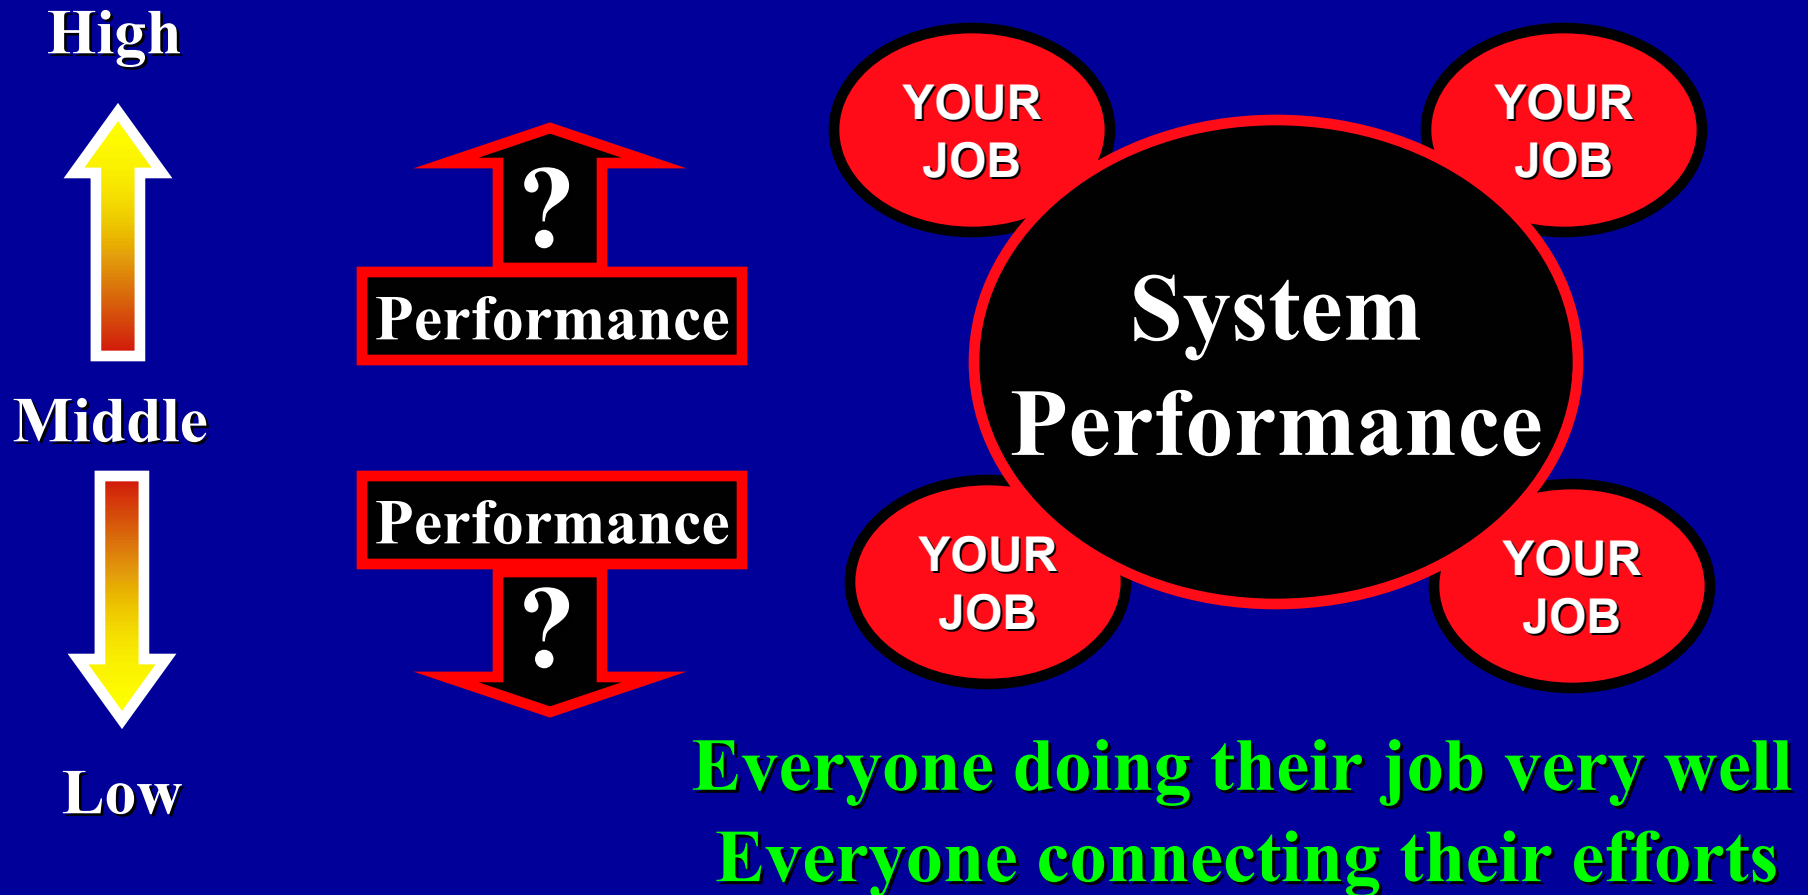 High
Middle
Low
?
Performance
Performance
?
YOUR
JOB
YOUR
JOB
System
Performance
YOUR
JOB
YOUR
JOB
Everyone doing their job very well
Everyone connecting their efforts